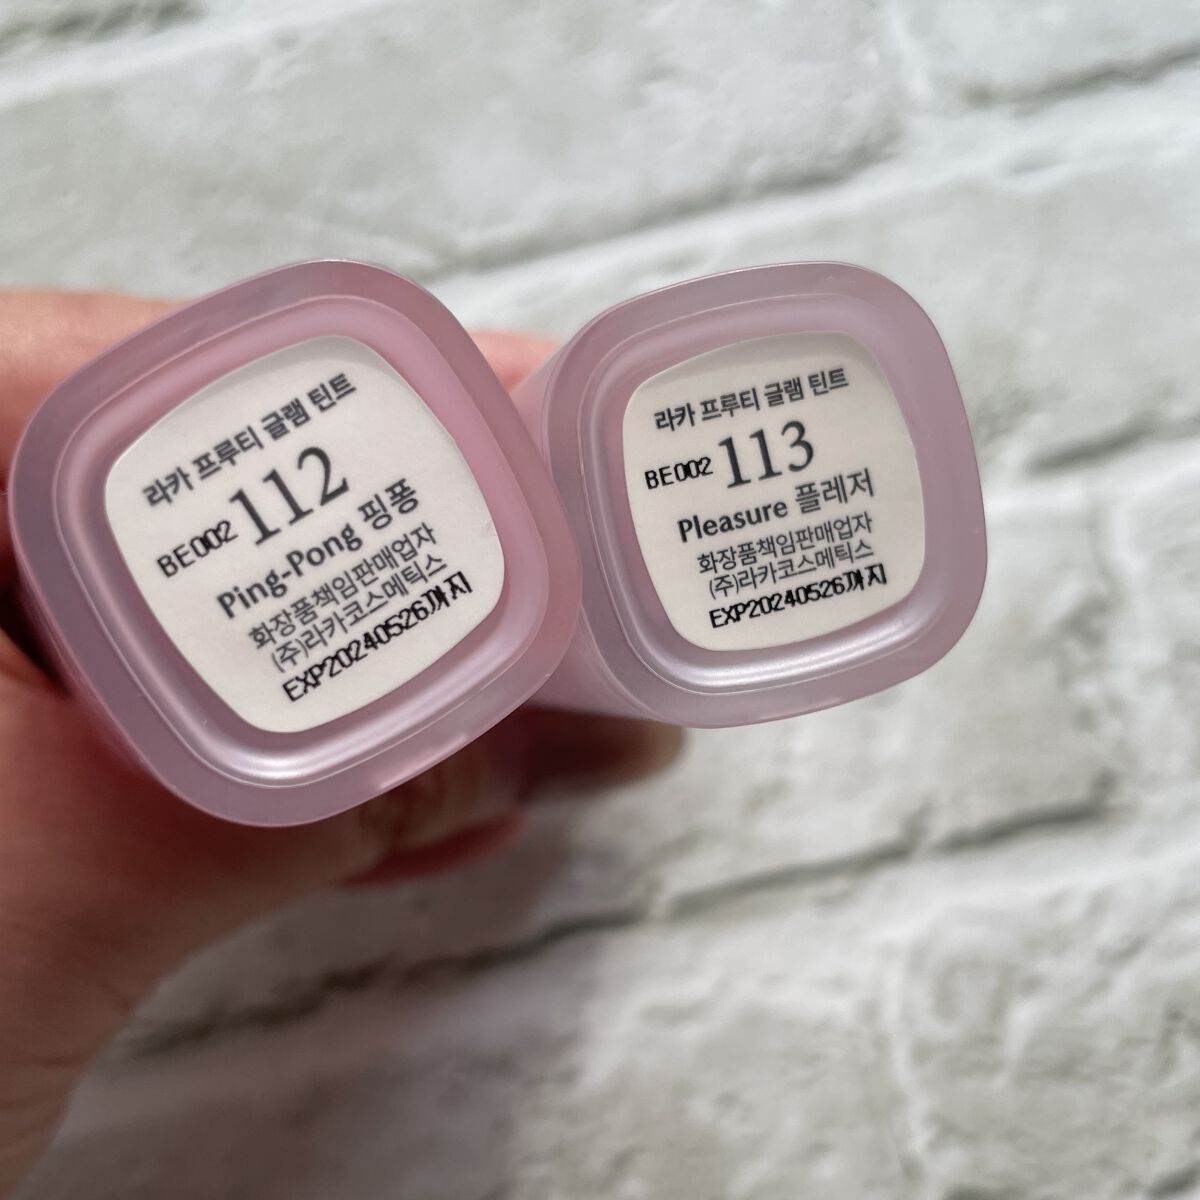 라카 프루티 글램 틴트
BE002 112
Ping-Pong 핑퐁
화장품책임판매업자
(주)라카코스메틱스
EXP20240526까지
라카 프루티 글램 틴트
BE002 113
Pleasure 플레저
화장품책임판매업자
(주)라카코스메틱스
EXP20240526까지